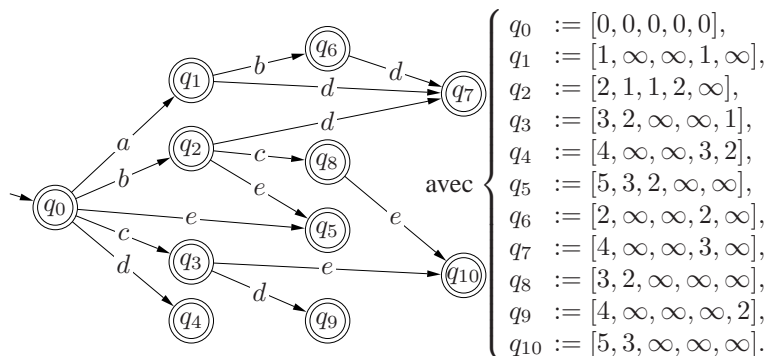 q0
q1
q2
q3
q4
q5
q6
q7
q8
q9
q10
a
b
e
c
d
b
d
d
d
c
e
e
e
d
avec
q0 := [0, 0, 0, 0, 0],
q1 := [1, ∞, ∞, 1, ∞],
q2 := [2, 1, 1, 2, ∞],
q3 := [3, 2, ∞, ∞, 1],
q4 := [4, ∞, ∞, 3, 2],
q5 := [5, 3, 2, ∞, ∞],
q6 := [2, ∞, ∞, 2, ∞],
q7 := [4, ∞, ∞, 3, ∞],
q8 := [3, 2, ∞, ∞, ∞],
q9 := [4, ∞, ∞, ∞, 2],
q10 := [5, 3, ∞, ∞, ∞].